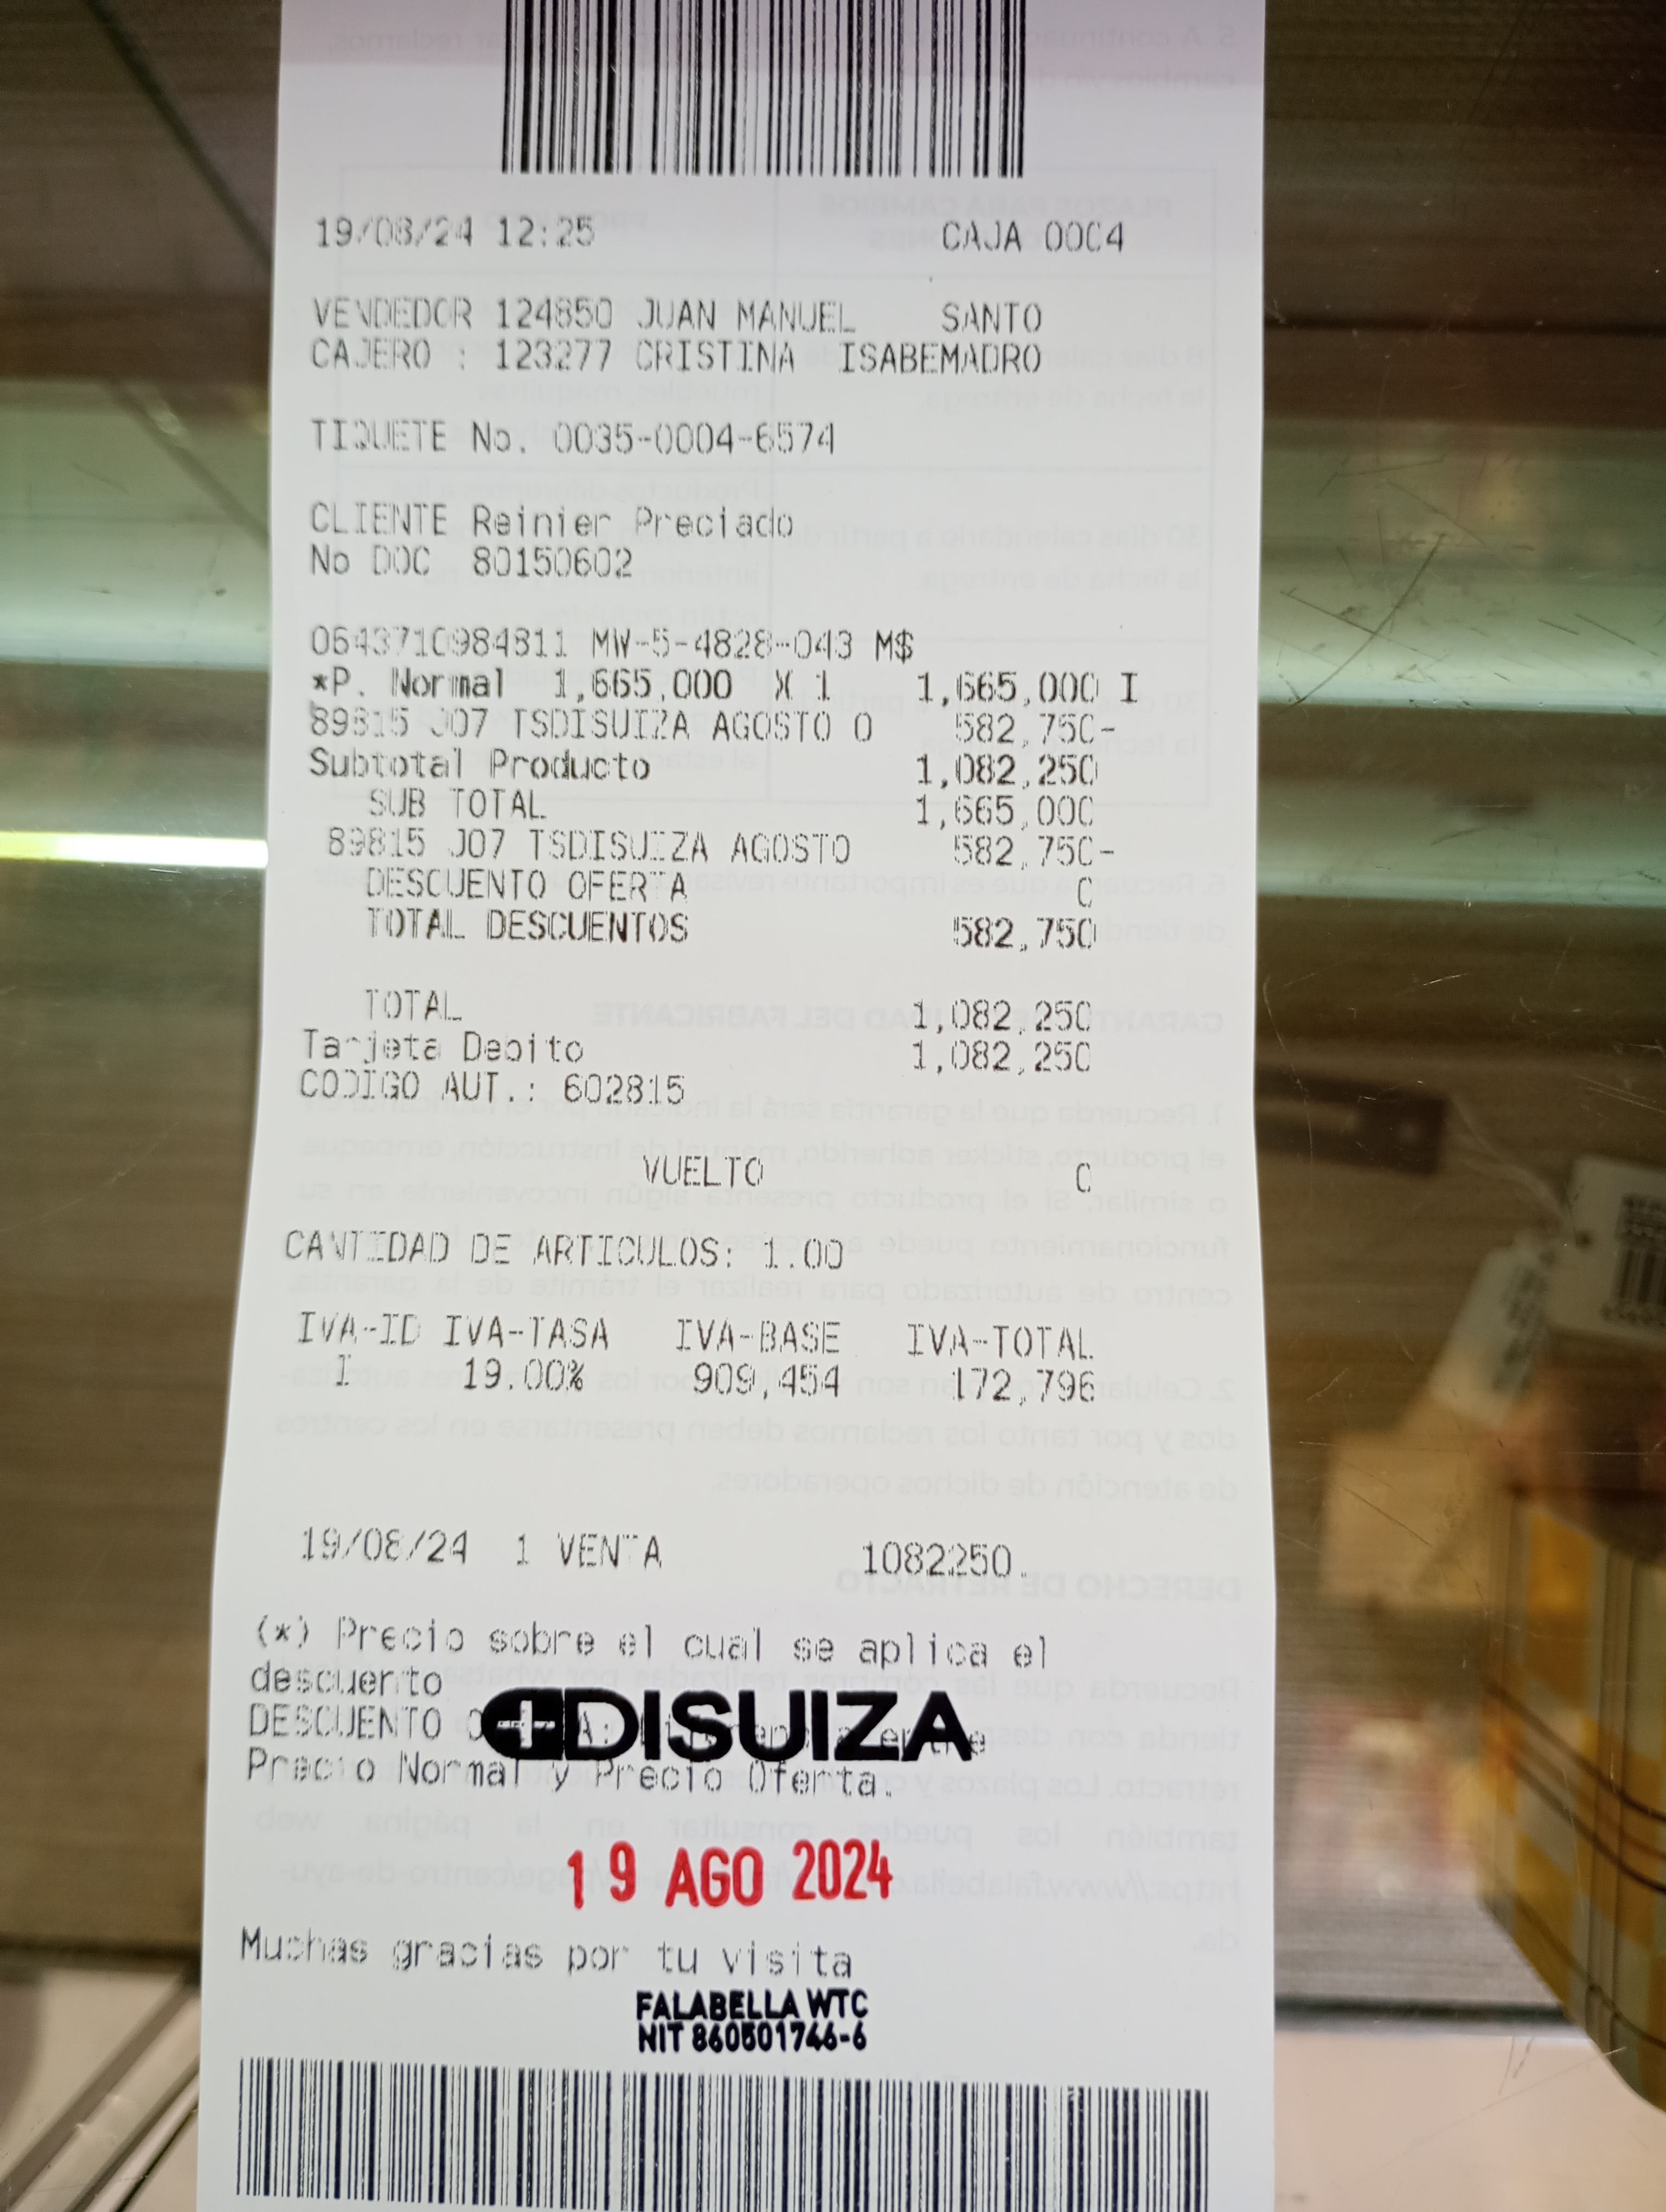 19/08/24 12:25 CAJA 0004
VENDEDOR 124850 JUAN MANUEL SANTO
CAJERO : 123277 CRISTINA ISABEMADRO
TIQUETE No. 0035-0004-6574
CLIENTE Reinier Preciado
No DOC 80150602
0643710984811 MW-5-4828-043 M$
*P. Normal 1,665,000 X 1 1,665,000 I
89815 J07 TSDISUIZA AGOSTO O 582,750-
Subtotal Producto 1,082,250
SUB TOTAL 1,665,000
89815 J07 TSDISUIZA AGOSTO 582,750-
DESCUENTO OFERTA 0
TOTAL DESCUENTOS 582,750
TOTAL 1,082,250
Tarjeta Debito 1,082,250
CODIGO AUT.: 602815
VUELTO 0
CANTIDAD DE ARTICULOS: 1.00
IVA-ID IVA-TASA IVA-BASE IVA-TOTAL
I 19.00% 909,454 172,796
19/08/24 1 VENTA 1082250.
(*) Precio sobre el cual se aplica el
descuento
DESCUENTO OFERTA: Diferencia entre
DISUIZA
Precio Normal y Precio Oferta.
19 AGO 2024
Muchas gracias por tu visita
FALABELLA WTC
NIT 860501746-6